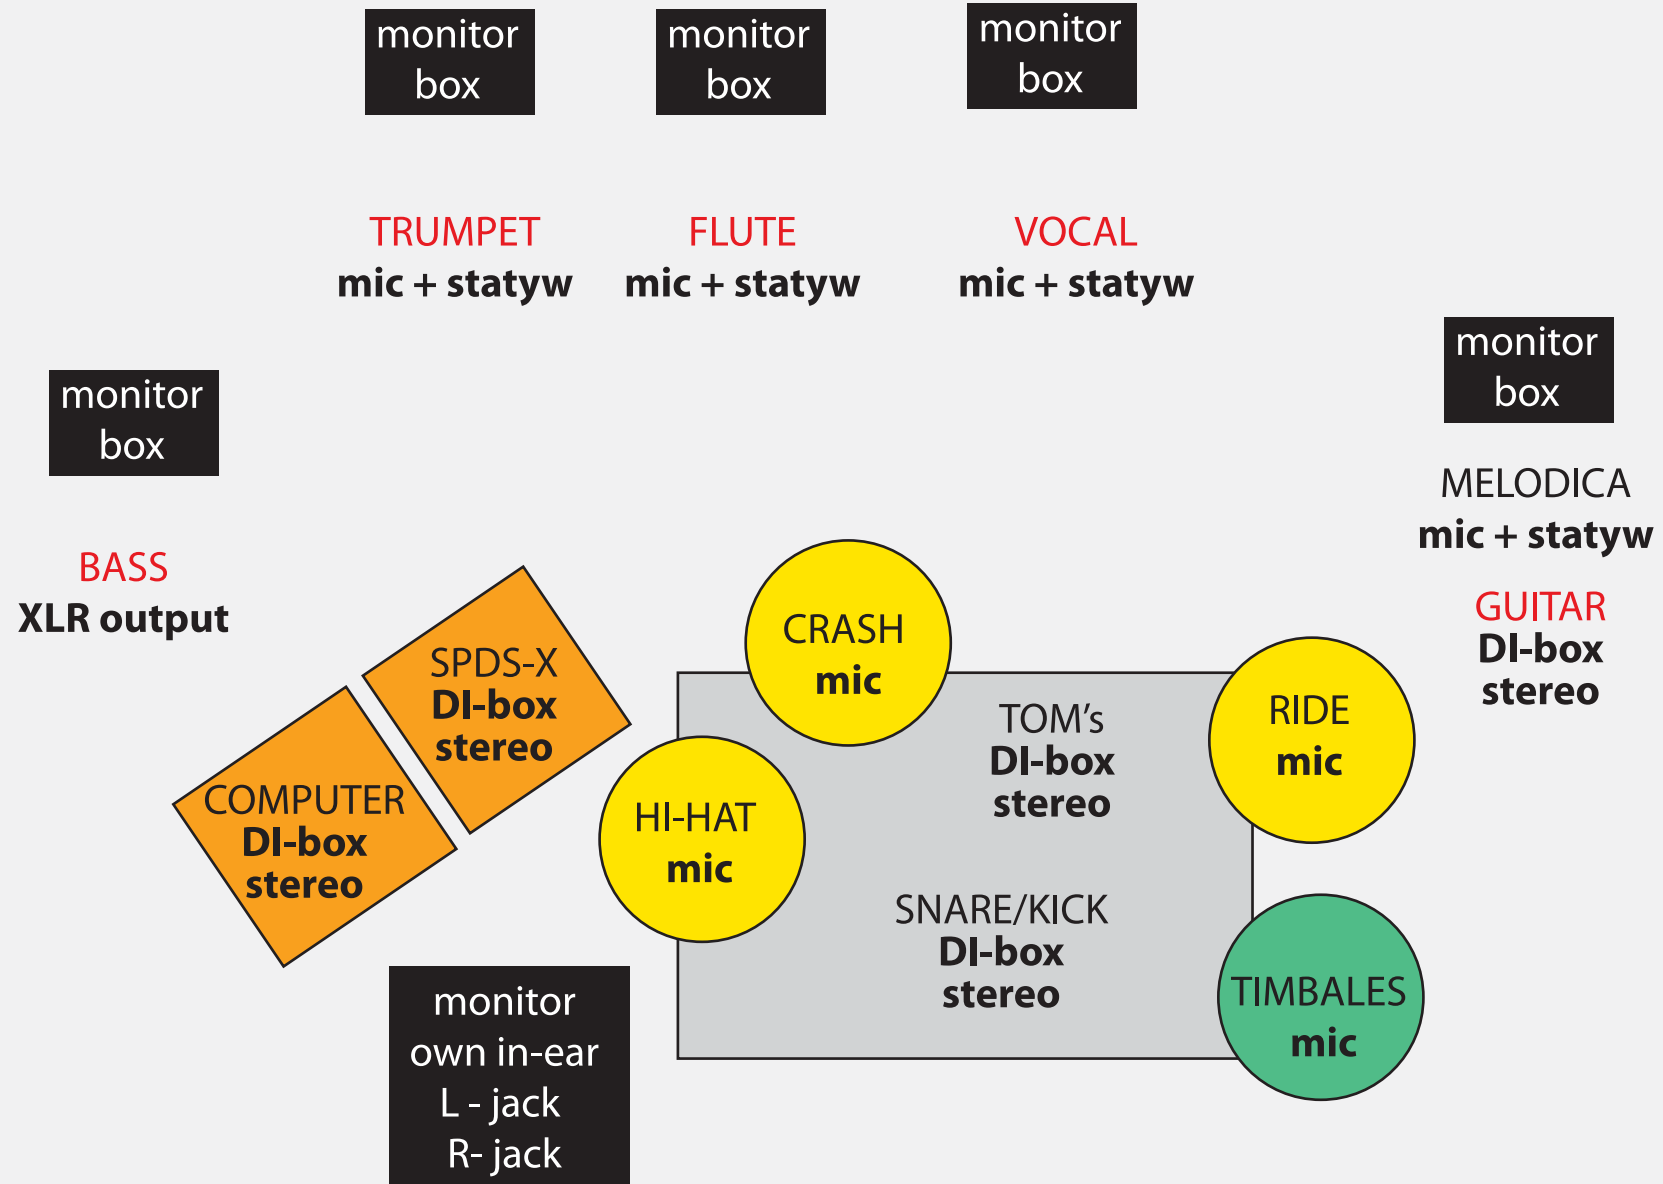 monitor
box
monitor
box
monitor
box
TRUMPET
mic + statyw
FLUTE
mic + statyw
VOCAL
mic + statyw
monitor
box
monitor
box
MELODICA
mic + statyw
BASS
XLR output
GUITAR
DI-box
stereo
SPDS-X
DI-box
stereo
CRASH
mic
TOM's
DI-box
stereo
RIDE
mic
COMPUTER
DI-box
stereo
HI-HAT
mic
SNARE/KICK
DI-box
stereo
TIMBALES
mic
monitor
own in-ear
L - jack
R- jack